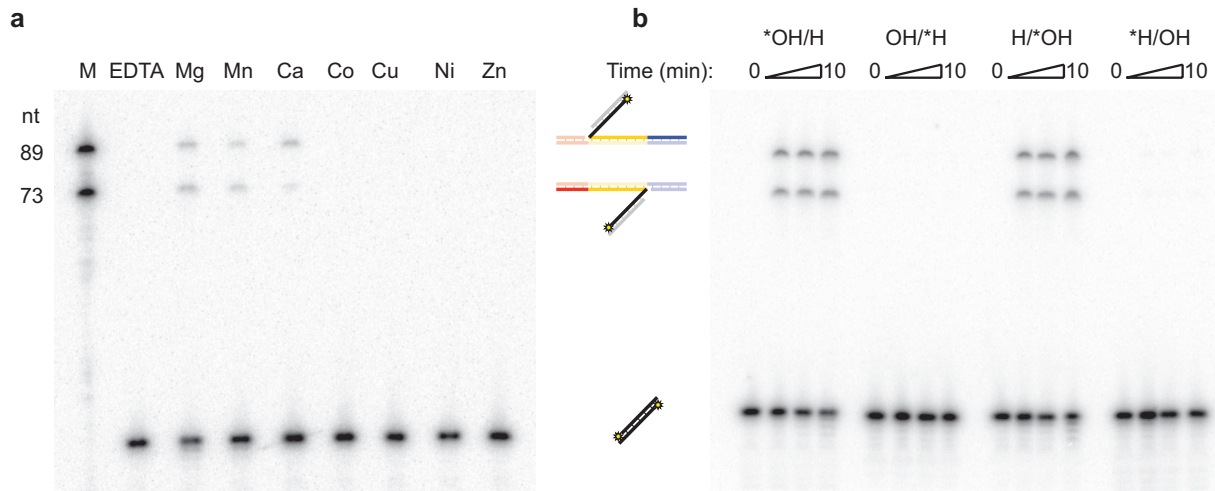 a
M EDTA Mg Mn Ca Co Cu Ni Zn
nt
89
73
b
*OH/H OH/*H H/*OH *H/OH
Time (min): 0 10 0 10 0 10 0 10